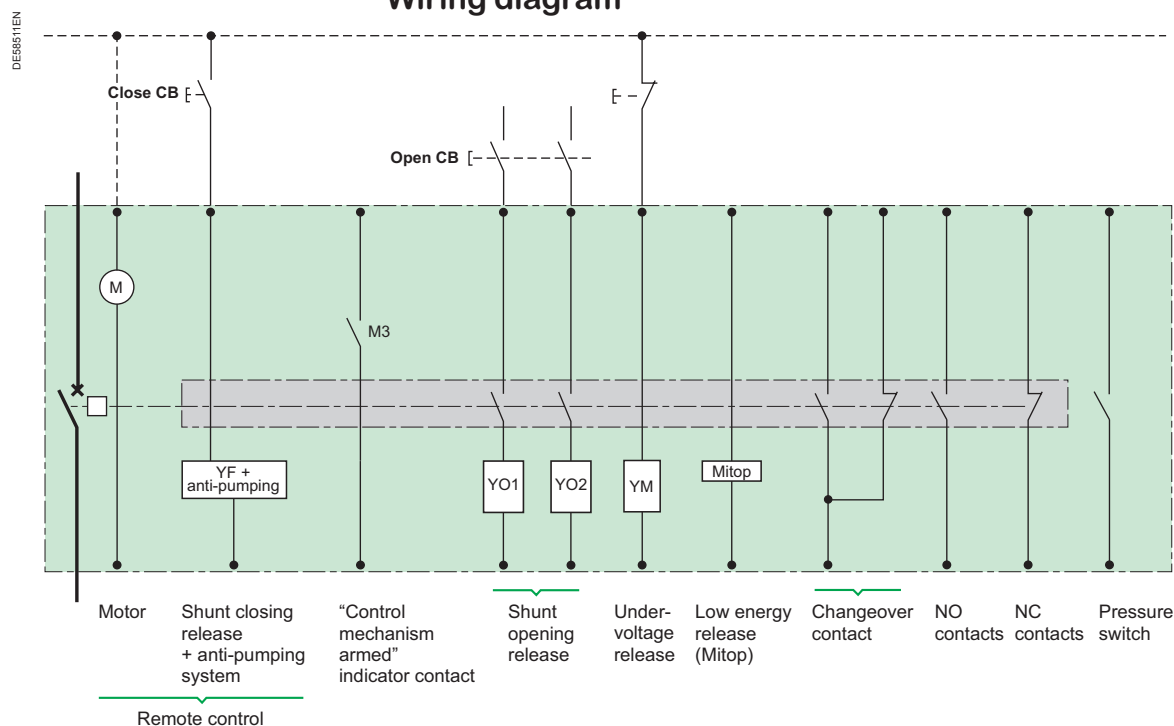 Wiring diagram
DE58511EN
Close CB
Open CB
M
M3
YF +
anti-pumping
YO1
YO2
YM
Mitop
Motor
Shunt closing
release
+ anti-pumping
system
“Control
mechanism
armed”
indicator contact
Shunt
opening
release
Under-
voltage
release
Low energy
release
(Mitop)
Changeover
contact
NO
contacts
NC
contacts
Pressure
switch
Remote control